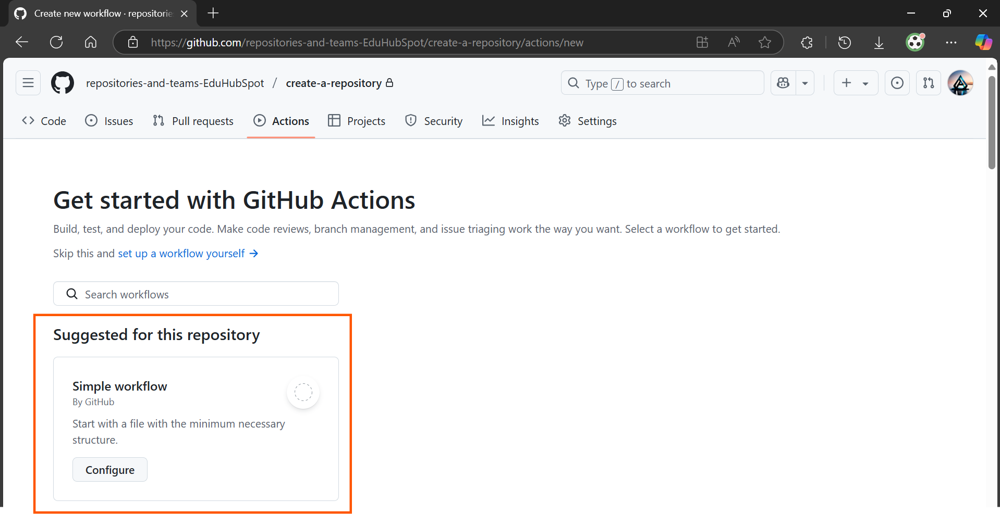 Create new workflow · repositorie
https://github.com/repositories-and-teams-EduHubSpot/create-a-repository/actions/new
repositories-and-teams-EduHubSpot / create-a-repository
Type / to search
Code Issues Pull requests Actions Projects Security Insights Settings
Get started with GitHub Actions
Build, test, and deploy your code. Make code reviews, branch management, and issue triaging work the way you want. Select a workflow to get started.
Skip this and set up a workflow yourself →
Search workflows
Suggested for this repository
Simple workflow
By GitHub
Start with a file with the minimum necessary
structure.
Configure